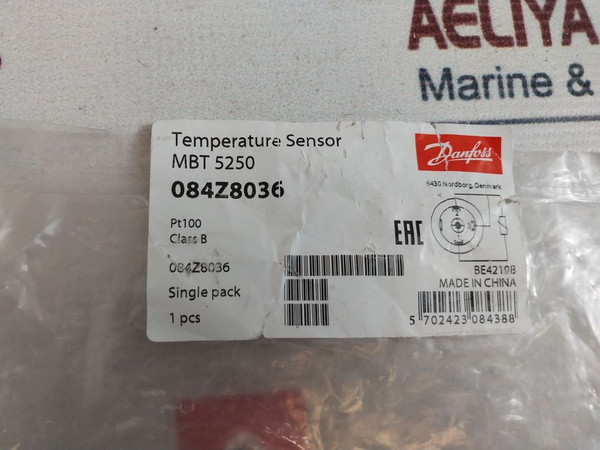 AELIYA
Marine &
Temperature Sensor
MBT 5250
084Z8036
Danfoss
6430 Nordborg, Denmark
Pt100
Class B
EAC
084Z8036
BE4219B
MADE IN CHINA
Single pack
1 pcs
5 702423 084388